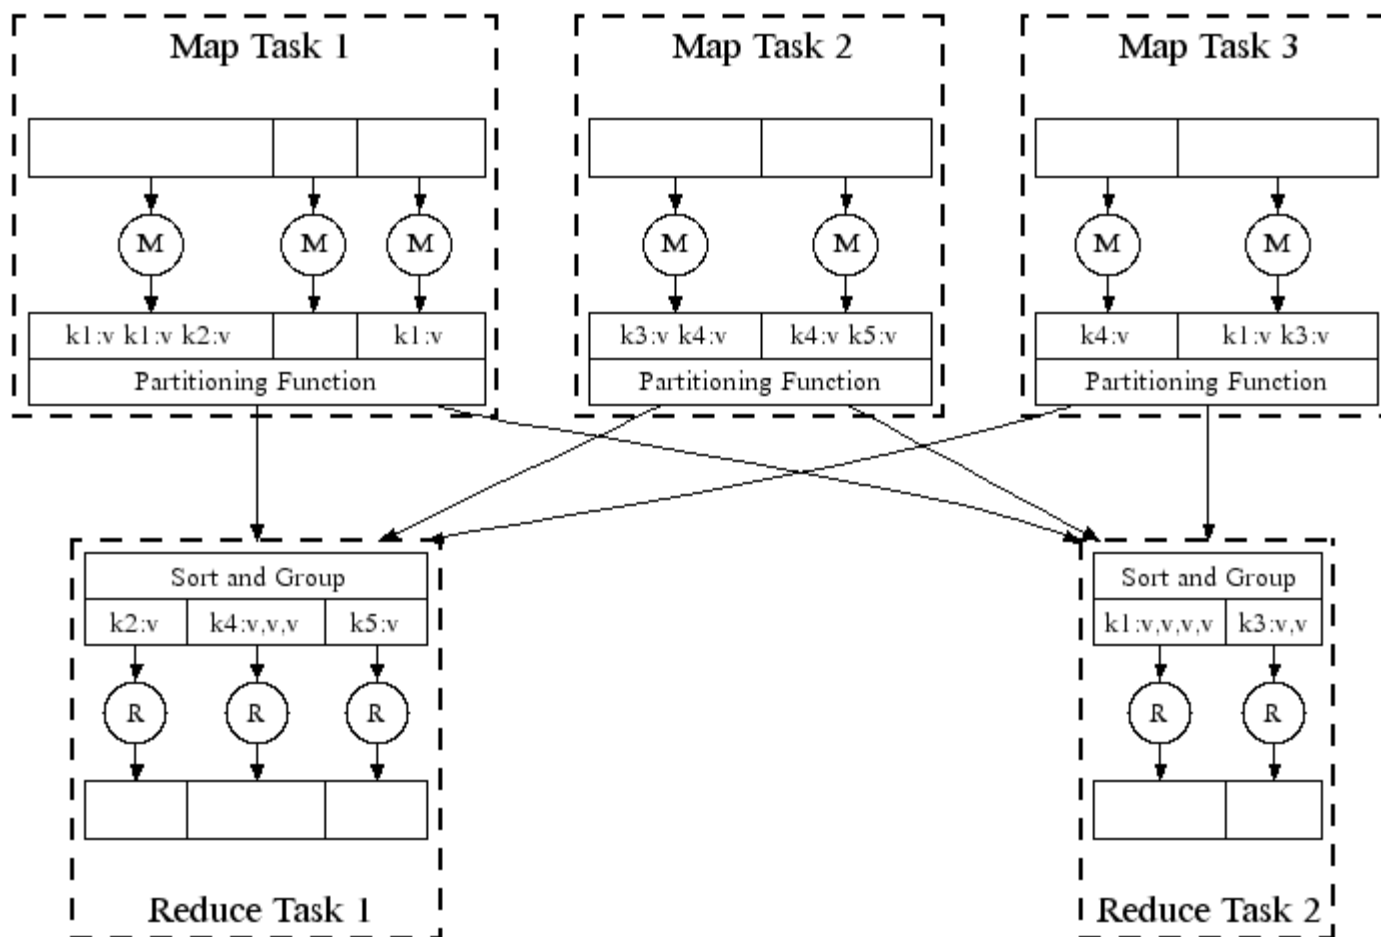 Map Task 1
Map Task 2
Map Task 3
M
M
M
M
M
M
M
k1:v k1:v k2:v
k1:v
k3:v k4:v
k4:v k5:v
k4:v
k1:v k3:v
Partitioning Function
Partitioning Function
Partitioning Function
Sort and Group
Sort and Group
k2:v
k4:v,v,v
k5:v
k1:v,v,v,v
k3:v,v
R
R
R
R
R
Reduce Task 1
Reduce Task 2